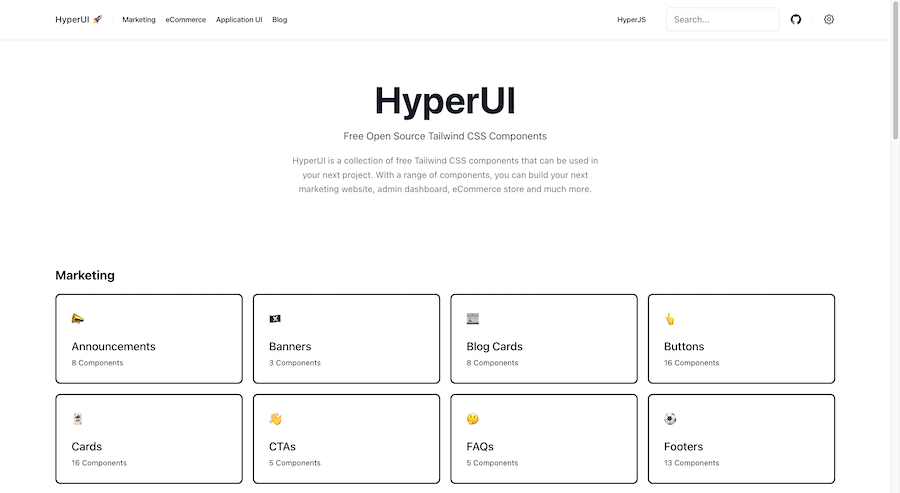 HyperUI 🚀 Marketing eCommerce Application UI Blog HyperJS Search...
HyperUI
Free Open Source Tailwind CSS Components
HyperUI is a collection of free Tailwind CSS components that can be used in
your next project. With a range of components, you can build your next
marketing website, admin dashboard, eCommerce store and much more.
Marketing
Announcements
8 Components
Banners
3 Components
Blog Cards
8 Components
Buttons
16 Components
Cards
16 Components
CTAs
5 Components
FAQs
5 Components
Footers
13 Components